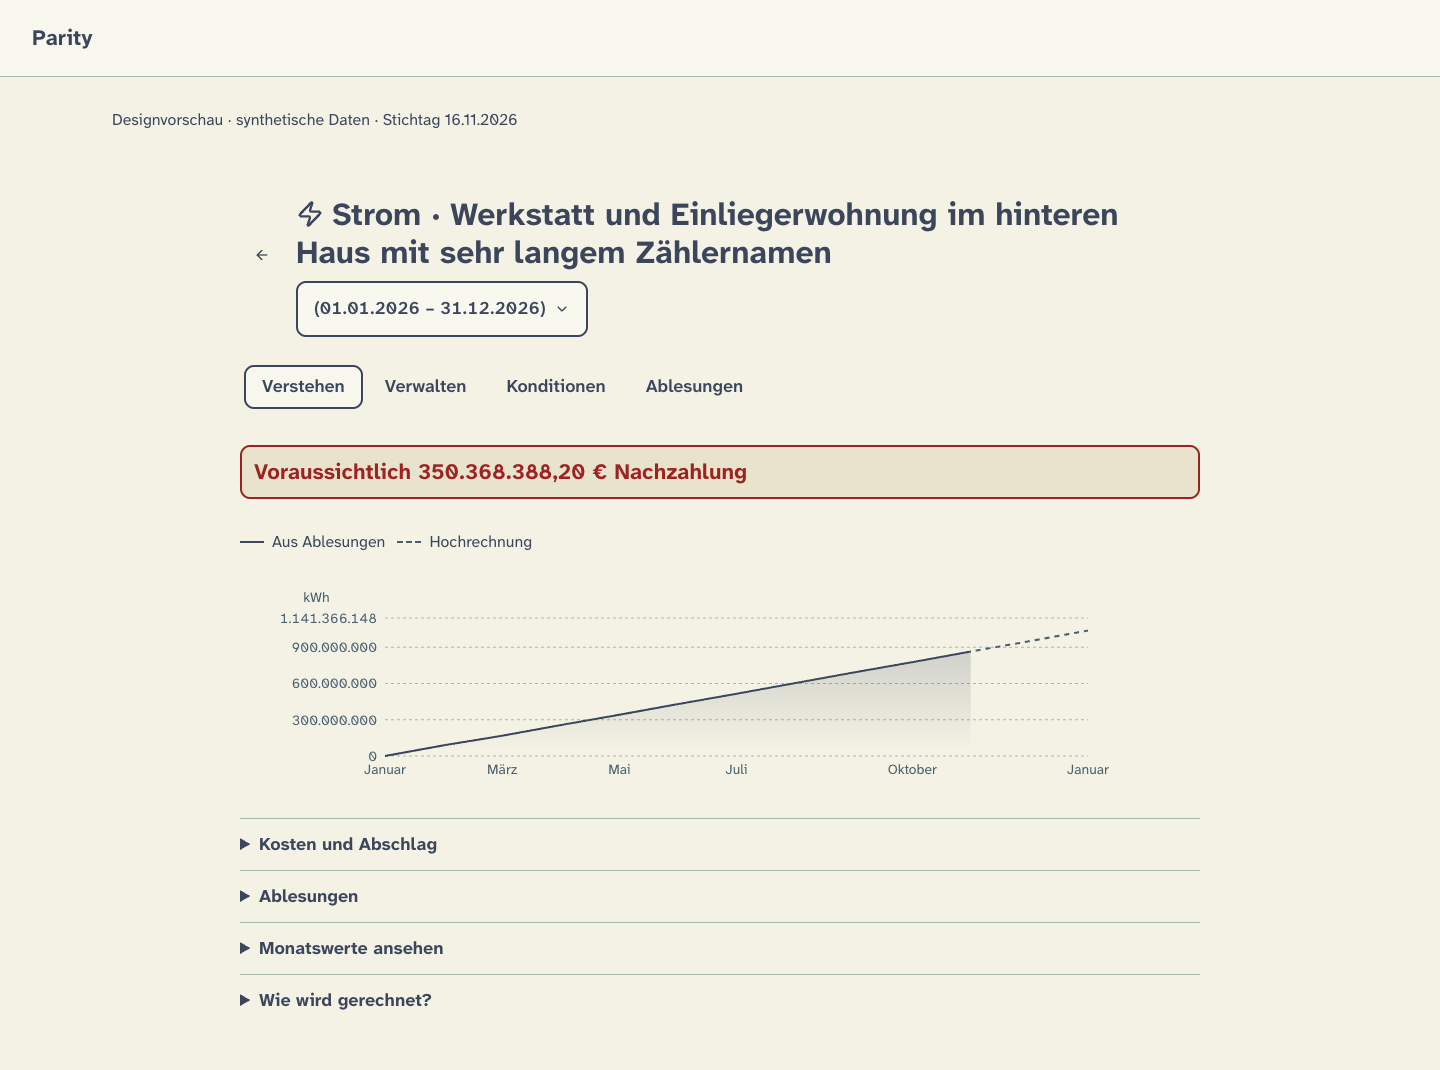 Parity
Designvorschau · synthetische Daten · Stichtag 16.11.2026
Strom · Werkstatt und Einliegerwohnung im hinteren
Haus mit sehr langem Zählernamen
(01.01.2026 – 31.12.2026)
Verstehen Verwalten Konditionen Ablesungen
Voraussichtlich 350.368.388,20 € Nachzahlung
Aus Ablesungen Hochrechnung
kWh
1.141.366.148
900.000.000
600.000.000
300.000.000
0
Januar März Mai Juli Oktober Januar
Kosten und Abschlag
Ablesungen
Monatswerte ansehen
Wie wird gerechnet?